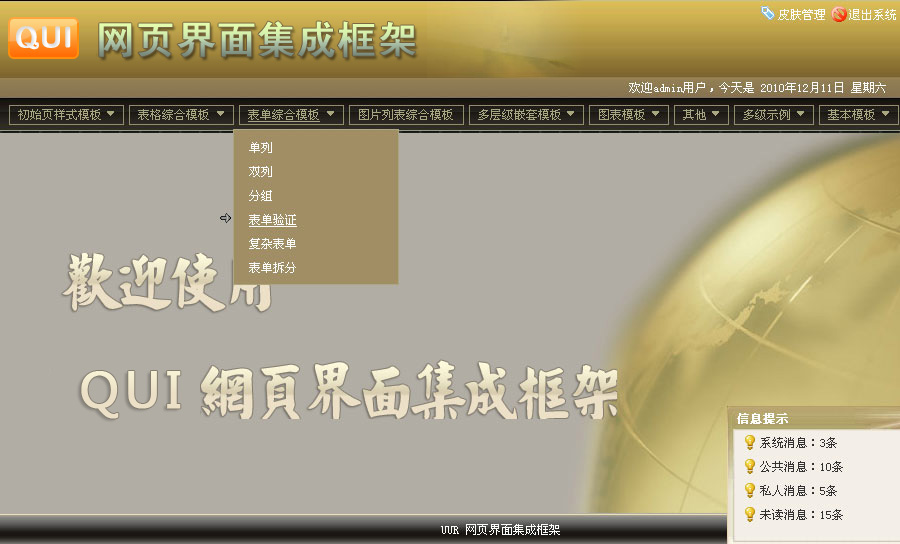 QUI 网页界面集成框架
皮肤管理 退出系统
欢迎admin用户，今天是 2010年12月11日 星期六
初始页样式模板 表格综合模板 表单综合模板 图片列表综合模板 多层级嵌套模板 图表模板 其他 多级示例 基本模板
单列
双列
分组
表单验证
复杂表单
表单拆分
歡迎使用
QUI 網頁界面集成框架
信息提示
系统消息：3条
公共消息：10条
私人消息：5条
未读消息：15条
UUR 网页界面集成框架